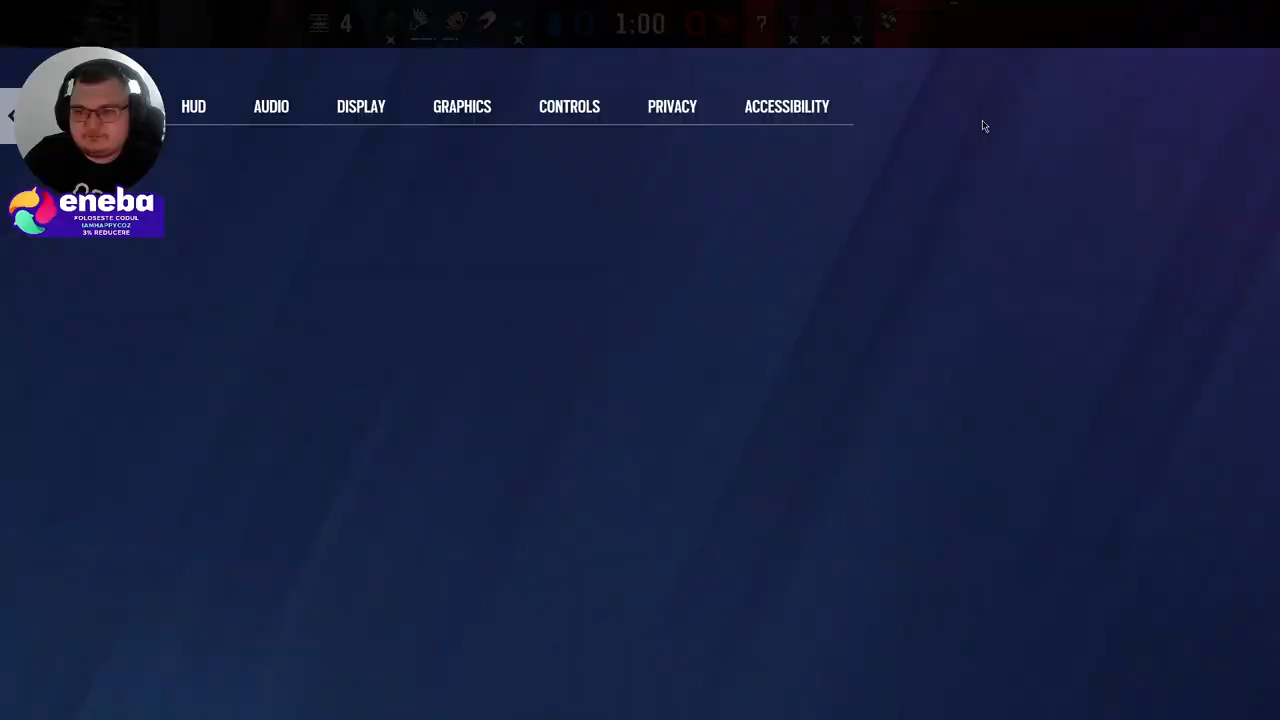 4 1:00 ? ? ?
HUD AUDIO DISPLAY GRAPHICS CONTROLS PRIVACY ACCESSIBILITY
eneba
FOLOSESTE CODUL
IAMHAPPYCOZ
3% REDUCERE